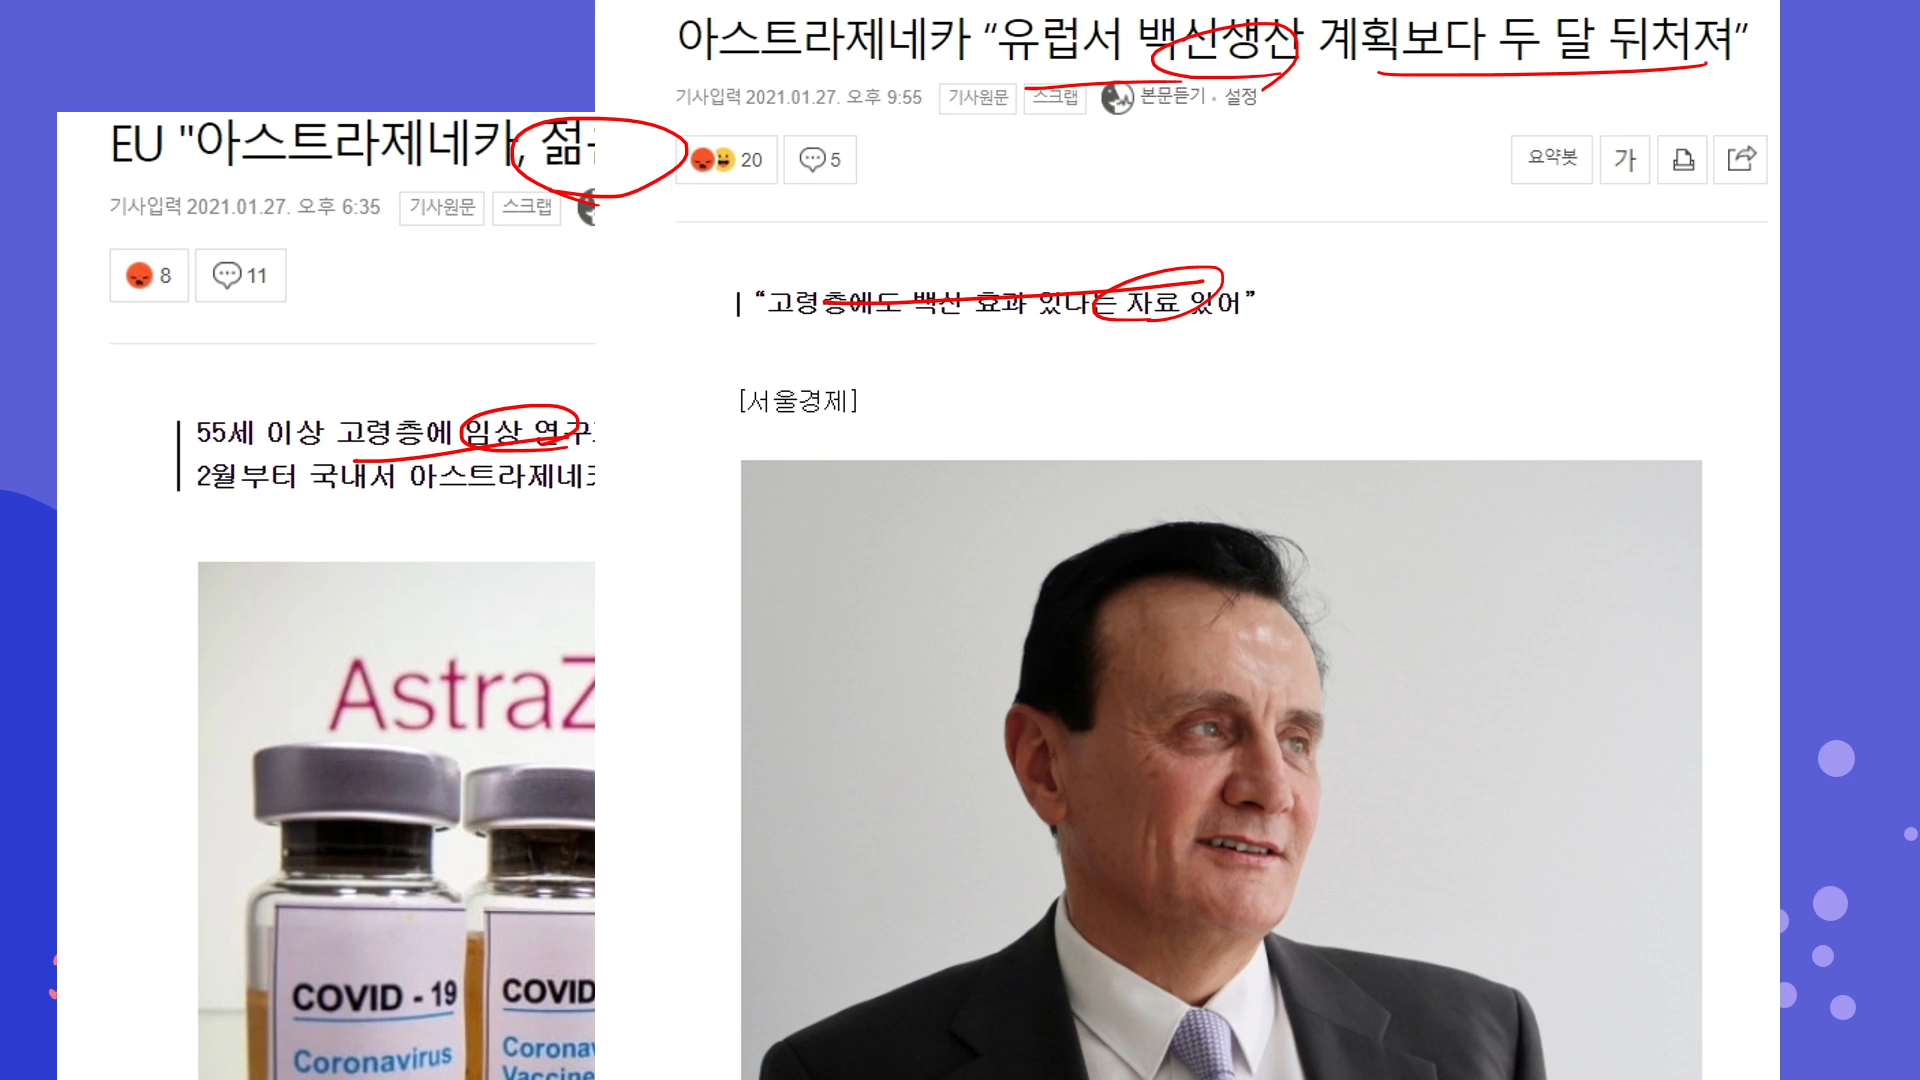 EU "아스트라제네카, 젊
기사입력 2021.01.27. 오후 6:35 기사원문 스크랩
8 11
55세 이상 고령층에 임상 연구
2월부터 국내서 아스트라제네
AstraZ
COVID - 19
Coronavirus
COVID
Corona
Vaccine
아스트라제네카 “유럽서 백신생산 계획보다 두 달 뒤처져”
기사입력 2021.01.27. 오후 9:55 기사원문 스크랩 본문듣기 · 설정
20 5 요약봇 가
“고령층에도 백신 효과 있다는 자료 있어”
[서울경제]